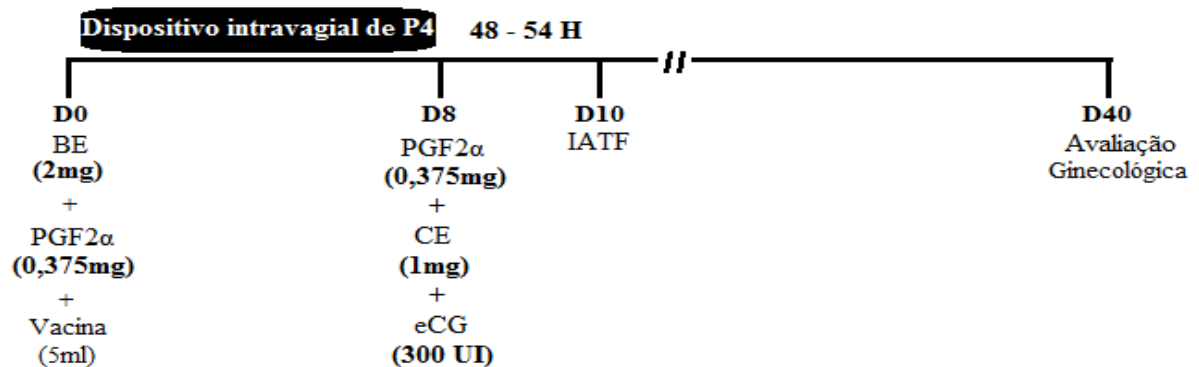 Dispositivo intravagial de P4
48 - 54 H
D0
BE
(2mg)
+
PGF2α
(0,375mg)
+
Vacina
(5ml)
D8
PGF2α
(0,375mg)
+
CE
(1mg)
+
eCG
(300 UI)
D10
IATF
D40
Avaliação
Ginecológica